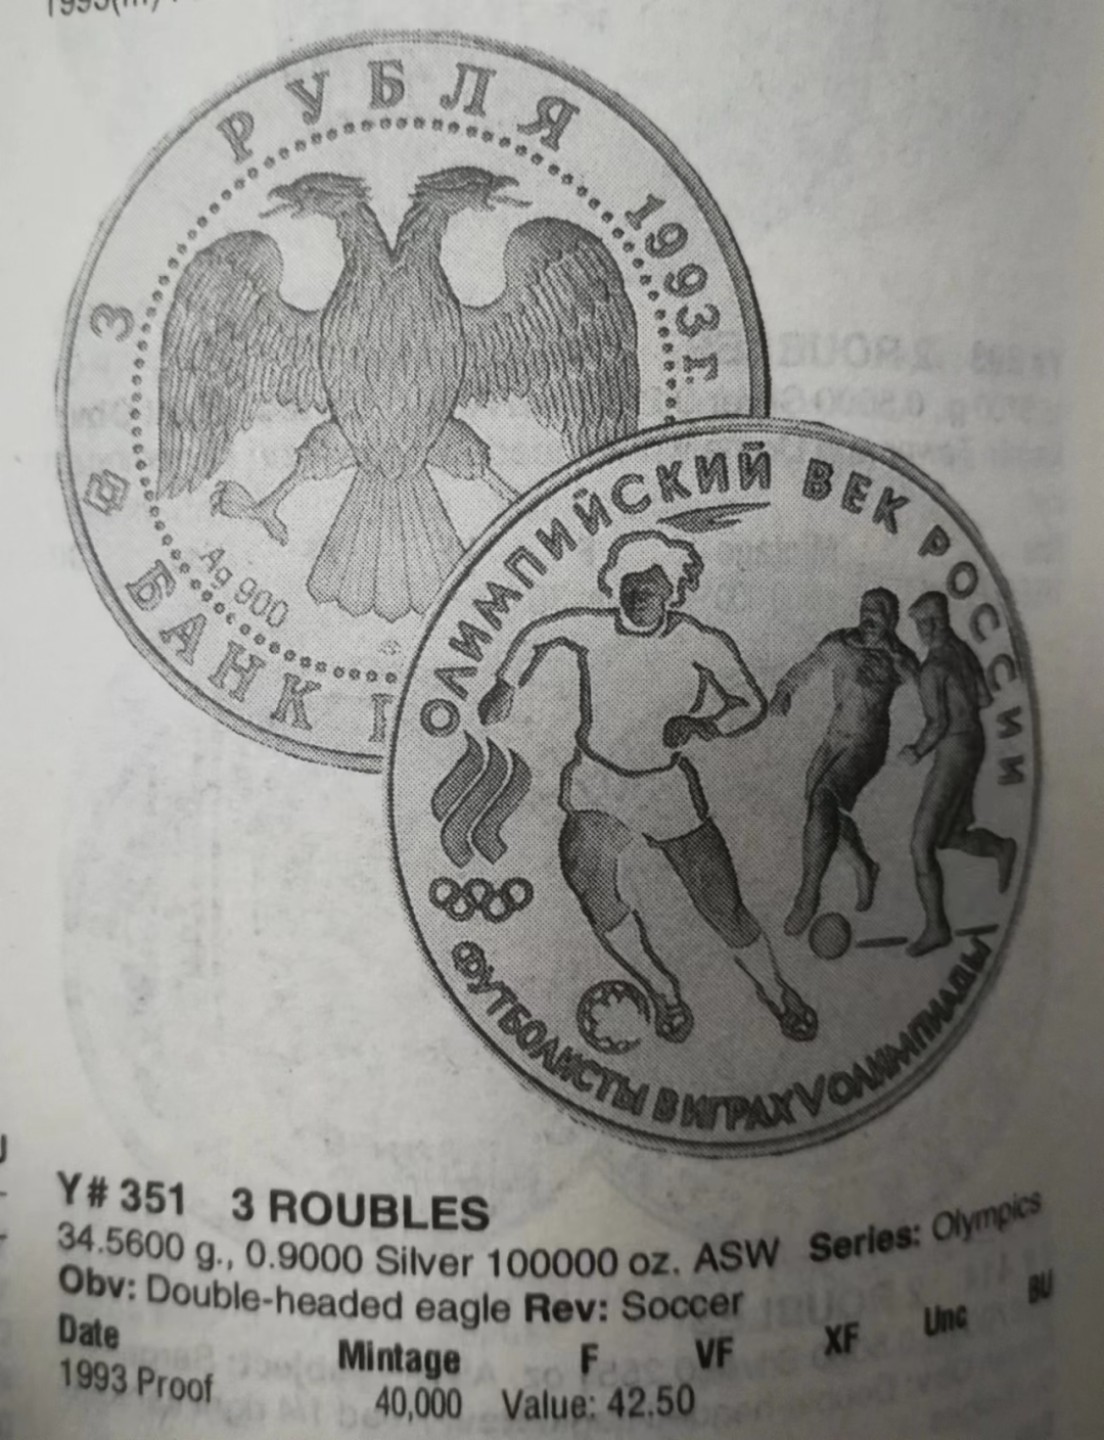 3 РУБЛЯ 1993 г.
Ag 900
БАНК
ОЛИМПИЙСКИЙ ВЕК РОССИИ
ФУТБОЛИСТЫ В ИГРАХ V ОЛИМПИАДЫ
Y# 351 3 ROUBLES
34.5600 g., 0.9000 Silver 100000 oz. ASW Series: Olympics
Obv: Double-headed eagle Rev: Soccer
Date Mintage F VF XF Unc BU
1993 Proof 40,000 Value: 42.50